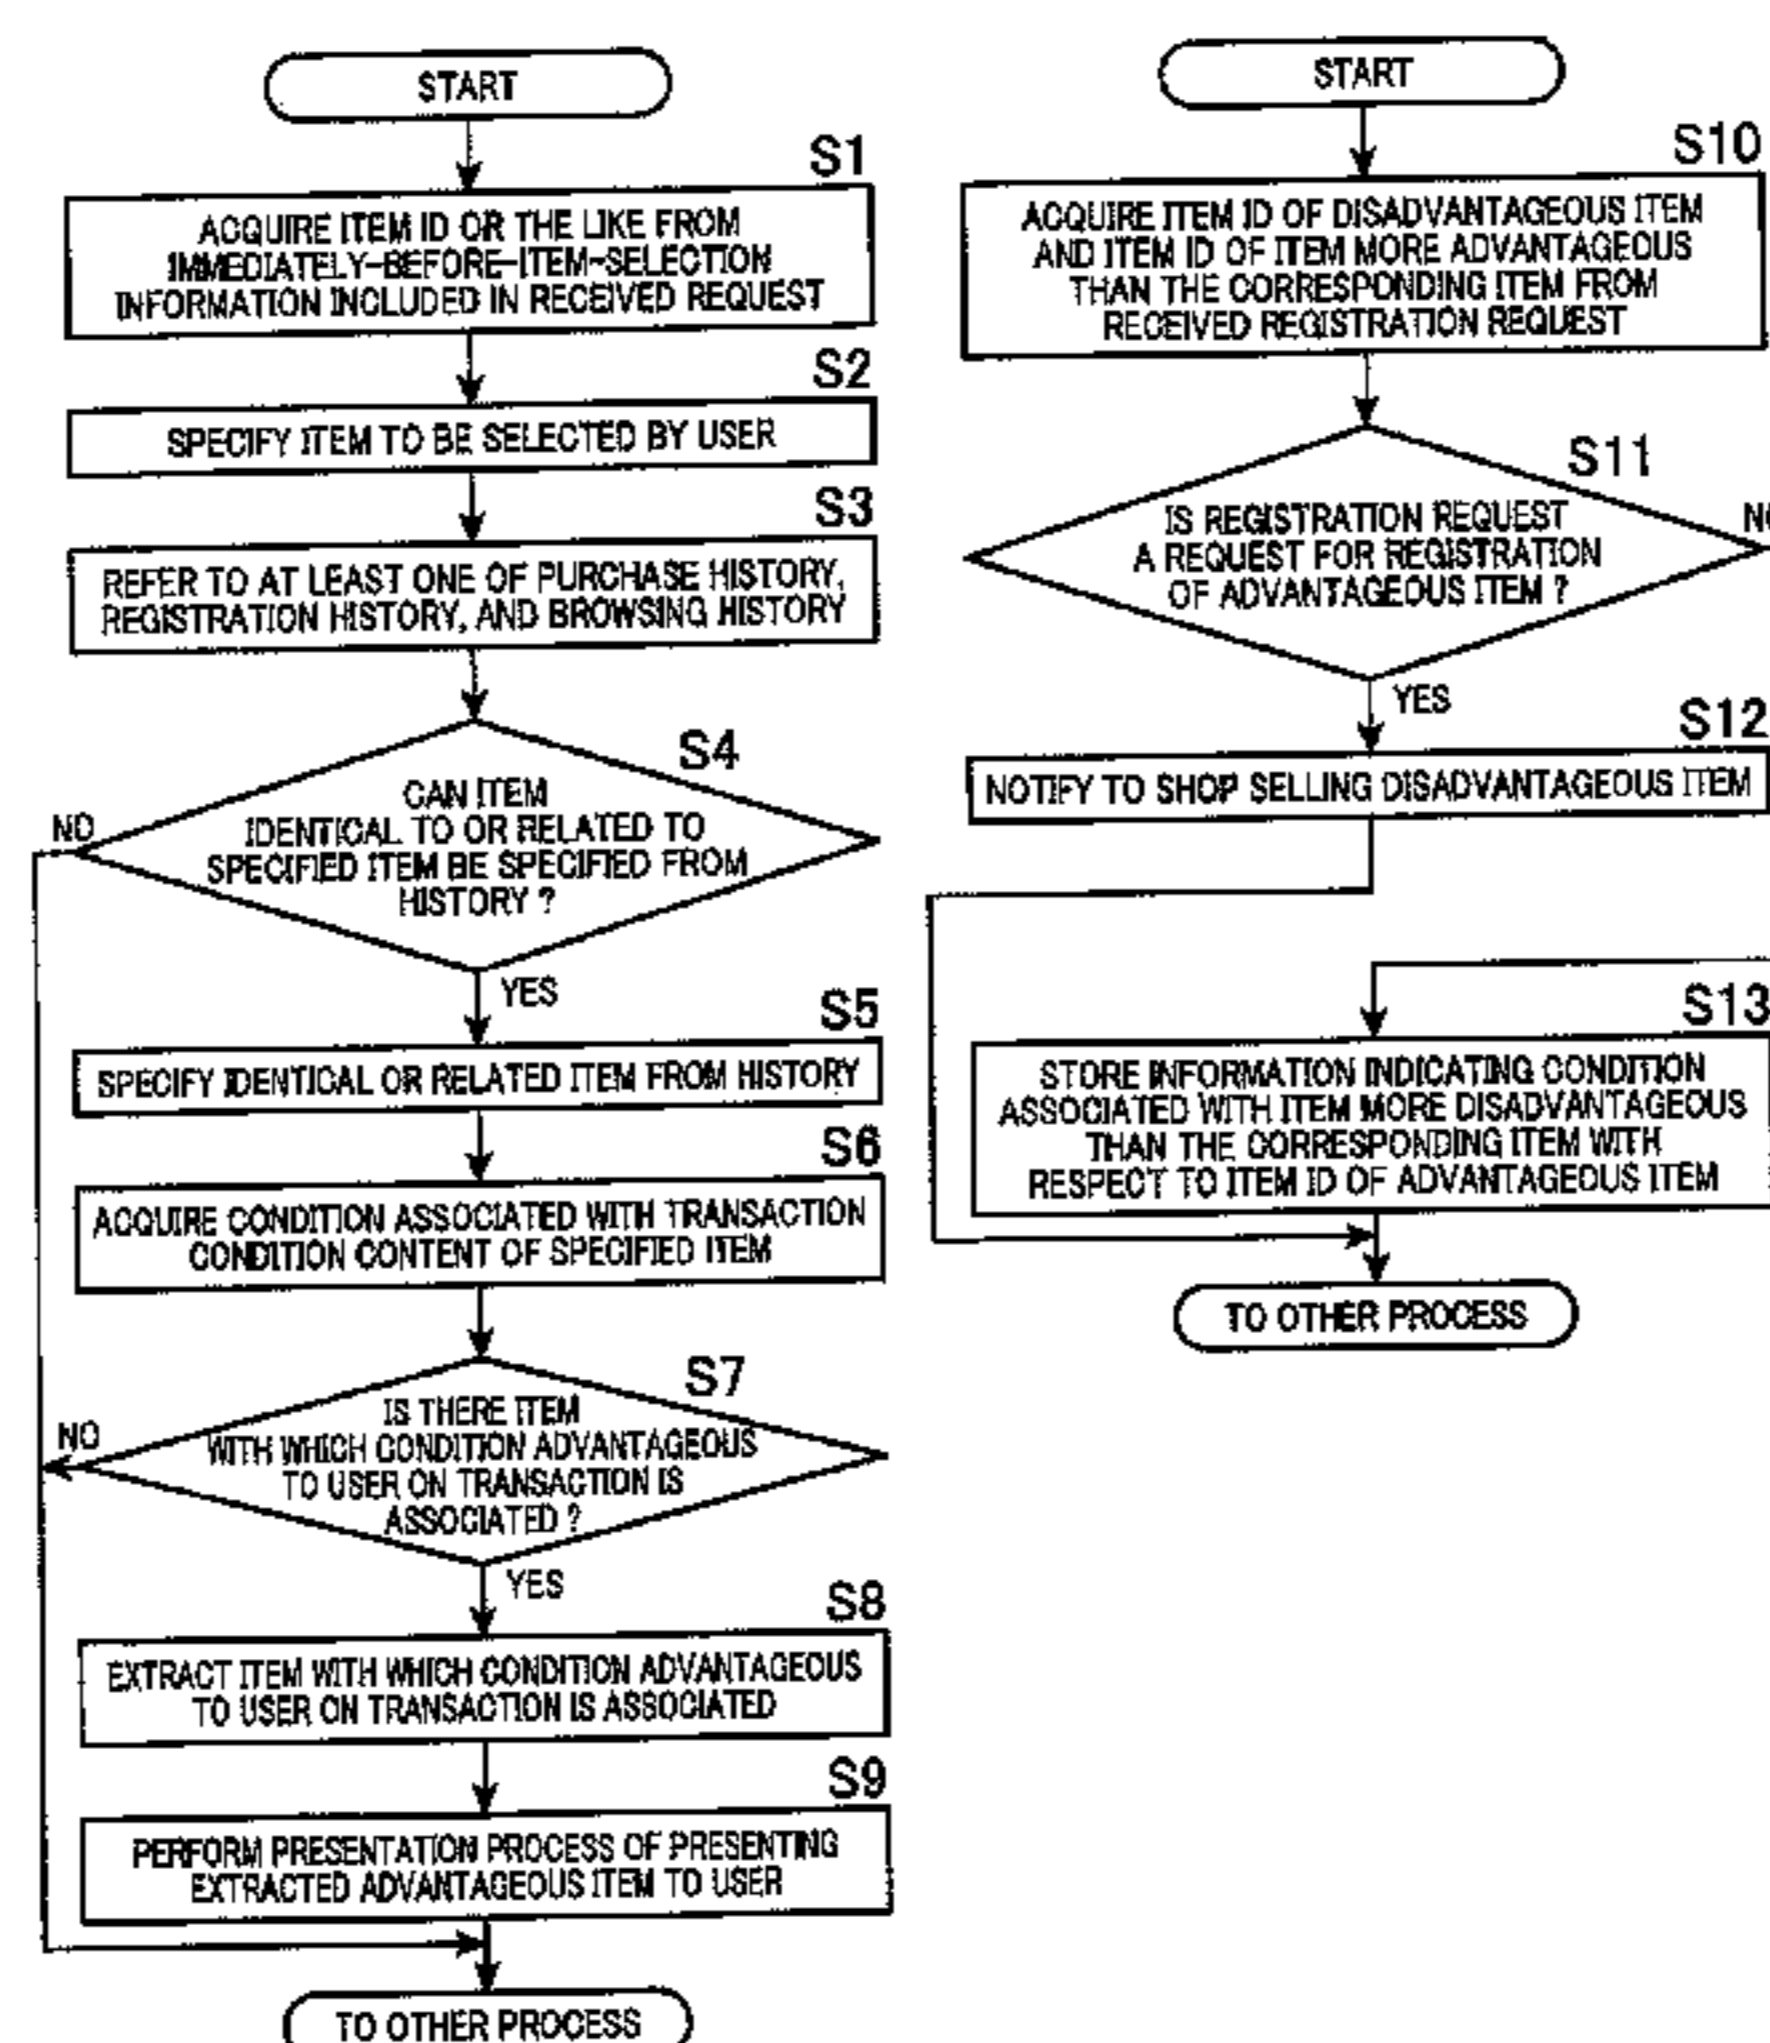 START
S1
ACQUIRE ITEM ID OR THE LIKE FROM
IMMEDIATELY-BEFORE-ITEM-SELECTION
INFORMATION INCLUDED IN RECEIVED REQUEST
S2
SPECIFY ITEM TO BE SELECTED BY USER
S3
REFER TO AT LEAST ONE OF PURCHASE HISTORY,
REGISTRATION HISTORY, AND BROWSING HISTORY
S4
CAN ITEM
IDENTICAL TO OR RELATED TO
SPECIFIED ITEM BE SPECIFIED FROM
HISTORY ?
NO
YES
S5
SPECIFY IDENTICAL OR RELATED ITEM FROM HISTORY
S6
ACQUIRE CONDITION ASSOCIATED WITH TRANSACTION
CONDITION CONTENT OF SPECIFIED ITEM
S7
IS THERE ITEM
WITH WHICH CONDITION ADVANTAGEOUS
TO USER ON TRANSACTION IS
ASSOCIATED ?
NO
YES
S8
EXTRACT ITEM WITH WHICH CONDITION ADVANTAGEOUS
TO USER ON TRANSACTION IS ASSOCIATED
S9
PERFORM PRESENTATION PROCESS OF PRESENTING
EXTRACTED ADVANTAGEOUS ITEM TO USER
TO OTHER PROCESS
START
S10
ACQUIRE ITEM ID OF DISADVANTAGEOUS ITEM
AND ITEM ID OF ITEM MORE ADVANTAGEOUS
THAN THE CORRESPONDING ITEM FROM
RECEIVED REGISTRATION REQUEST
S11
IS REGISTRATION REQUEST
A REQUEST FOR REGISTRATION
OF ADVANTAGEOUS ITEM ?
YES
S12
NOTIFY TO SHOP SELLING DISADVANTAGEOUS ITEM
S13
STORE INFORMATION INDICATING CONDITION
ASSOCIATED WITH ITEM MORE DISADVANTAGEOUS
THAN THE CORRESPONDING ITEM WITH
RESPECT TO ITEM ID OF ADVANTAGEOUS ITEM
TO OTHER PROCESS